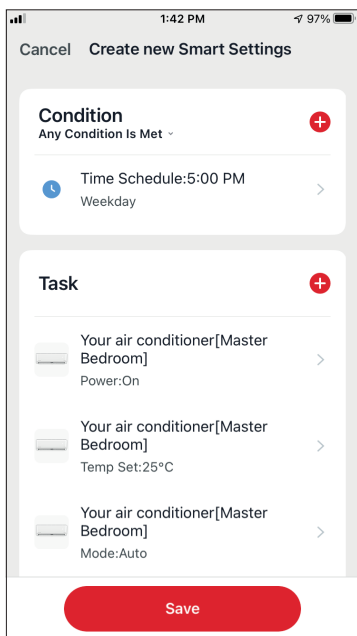 1:42 PM
97%
Cancel Create new Smart Settings
Condition
Any Condition Is Met
Time Schedule:5:00 PM
Weekday
Task
Your air conditioner[Master
Bedroom]
Power:On
Your air conditioner[Master
Bedroom]
Temp Set:25°C
Your air conditioner[Master
Bedroom]
Mode:Auto
Save